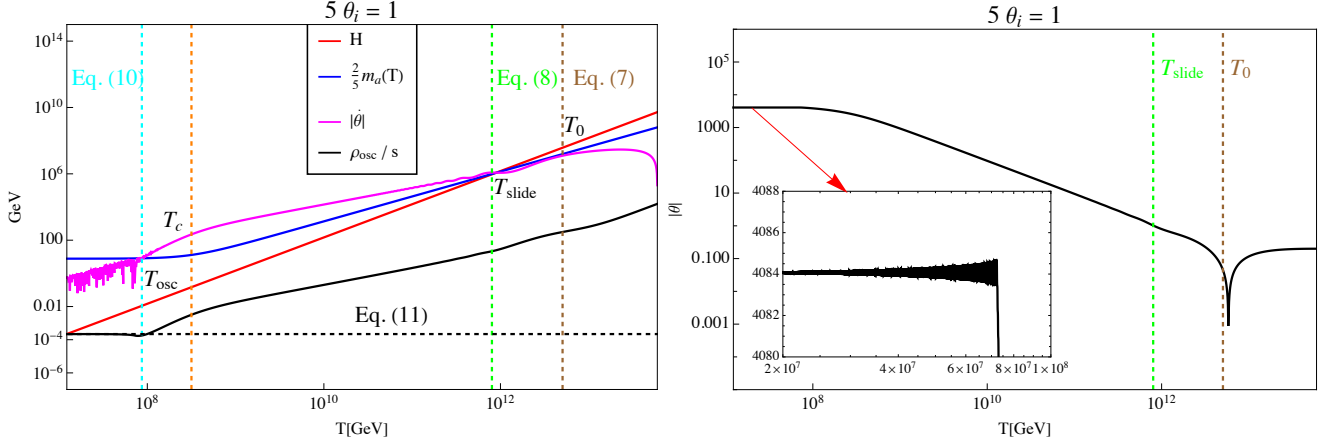 5 θ_i = 1
10^14
10^10
10^6
100
0.01
10^-4
10^-6
GeV
H
2/5 m_a(T)
|θ̇|
ρ_osc / s
Eq. (10)
Eq. (8)
Eq. (7)
T_0
T_slide
T_c
T_osc
Eq. (11)
10^8
10^10
10^12
T[GeV]
5 θ_i = 1
10^5
1000
10
0.100
0.001
|θ|
T_slide
T_0
4088
4086
4084
4082
4080
2×10^7
4×10^7
6×10^7
8×10^7
1×10^8
10^8
10^10
10^12
T[GeV]